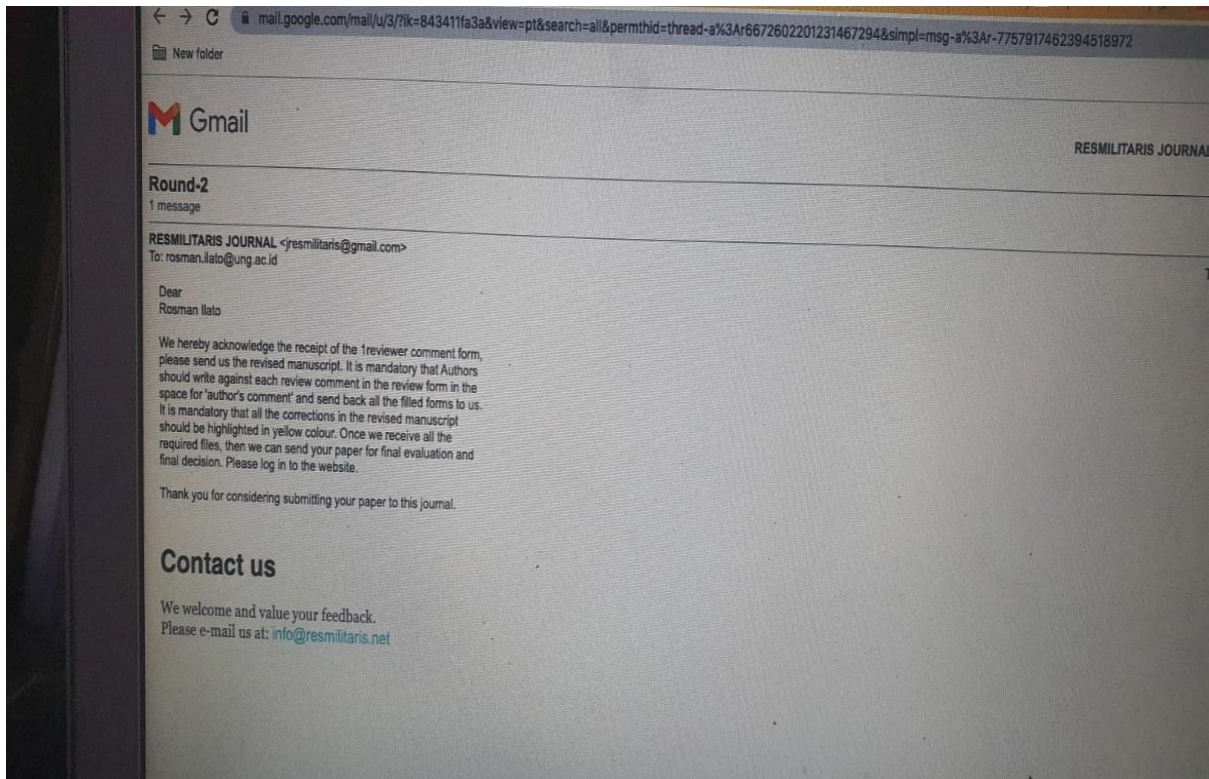 mail.google.com/mail/u/3/?ik=843411fa3a&view=pt&search=all&permthid=thread-a%3Ar6672602201231467294&simpl=msg-a%3Ar-7757917462394518972
New folder
Gmail
RESMILITARIS JOURNAL
Round-2
1 message
RESMILITARIS JOURNAL <jresmilitaris@gmail.com>
To: rosman.ilato@ung.ac.id
Dear
Rosman Ilato
We hereby acknowledge the receipt of the 1reviewer comment form,
please send us the revised manuscript. It is mandatory that Authors
should write against each review comment in the review form in the
space for 'author's comment' and send back all the filled forms to us.
It is mandatory that all the corrections in the revised manuscript
should be highlighted in yellow colour. Once we receive all the
required files, then we can send your paper for final evaluation and
final decision. Please log in to the website.
Thank you for considering submitting your paper to this journal.
Contact us
We welcome and value your feedback.
Please e-mail us at: info@resmilitaris.net